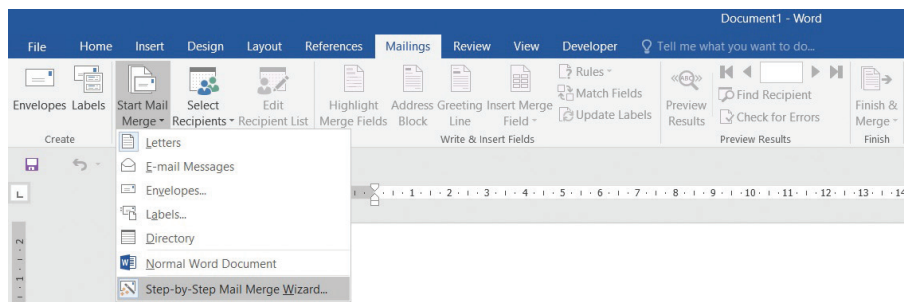 Document1 - Word
File Home Insert Design Layout References Mailings Review View Developer Tell me what you want to do...
Envelopes Labels Start Mail Merge Select Recipients Edit Recipient List Highlight Merge Fields Address Block Greeting Line Insert Merge Field Rules Match Fields Update Labels ABC Preview Results Find Recipient Check for Errors Finish & Merge
Create Write & Insert Fields Preview Results Finish
Letters
E-mail Messages
Envelopes...
Labels...
Directory
Normal Word Document
Step-by-Step Mail Merge Wizard...
L 1 2 3 4 5 6 7 8 9 10 11 12 13 14
2
1